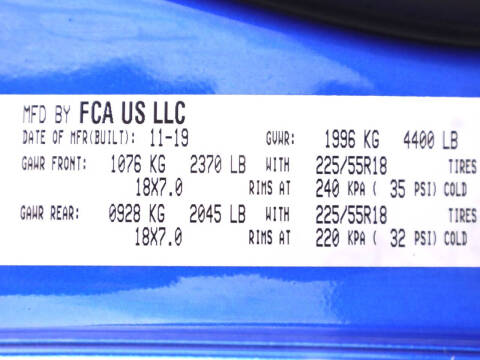 MFD BY FCA US LLC
DATE OF MFR(BUILT): 11-19 GVWR: 1996 KG 4400 LB
GAWR FRONT: 1076 KG 2370 LB WITH 225/55R18 TIRES
18X7.0 RIMS AT 240 KPA ( 35 PSI) COLD
GAWR REAR: 0928 KG 2045 LB WITH 225/55R18 TIRES
18X7.0 RIMS AT 220 KPA ( 32 PSI) COLD